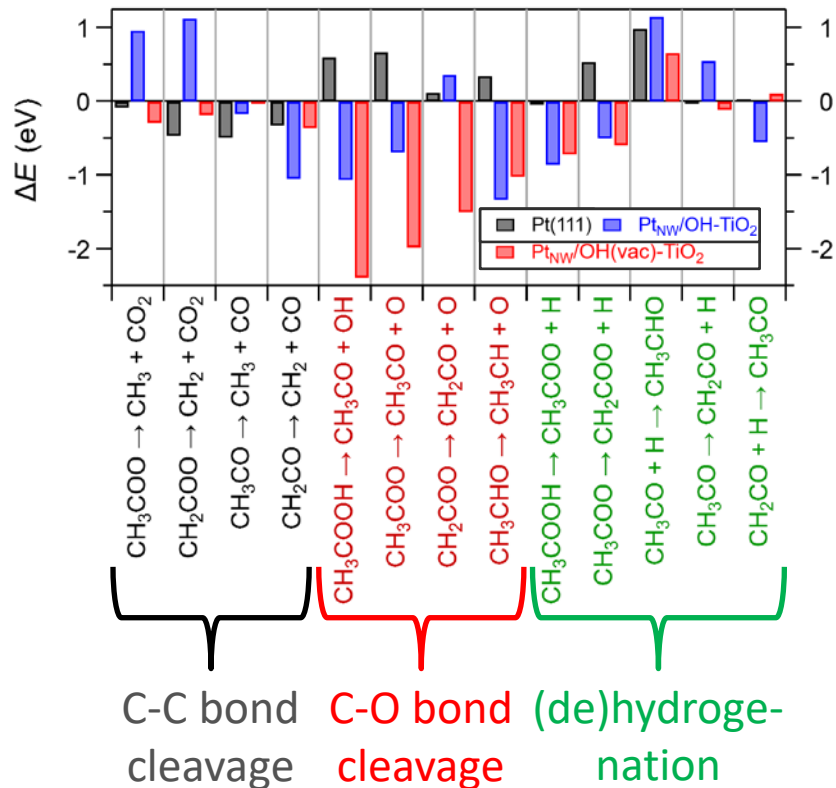 1
0
-1
-2
ΔE (eV)
1
0
-1
-2
Pt(111)
Pt_NW/OH-TiO₂
Pt_NW/OH(vac)-TiO₂
CH₃COO → CH₃ + CO₂
CH₂COO → CH₂ + CO₂
CH₃CO → CH₃ + CO
CH₂CO → CH₂ + CO
CH₃COOH → CH₃CO + OH
CH₃COO → CH₃CO + O
CH₂COO → CH₂CO + O
CH₃CHO → CH₃CH + O
CH₃COOH → CH₃COO + H
CH₃COO → CH₂COO + H
CH₃CO + H → CH₃CHO
CH₃CO → CH₂CO + H
CH₂CO + H → CH₃CO
C-C bond
cleavage
C-O bond
cleavage
(de)hydroge-
nation